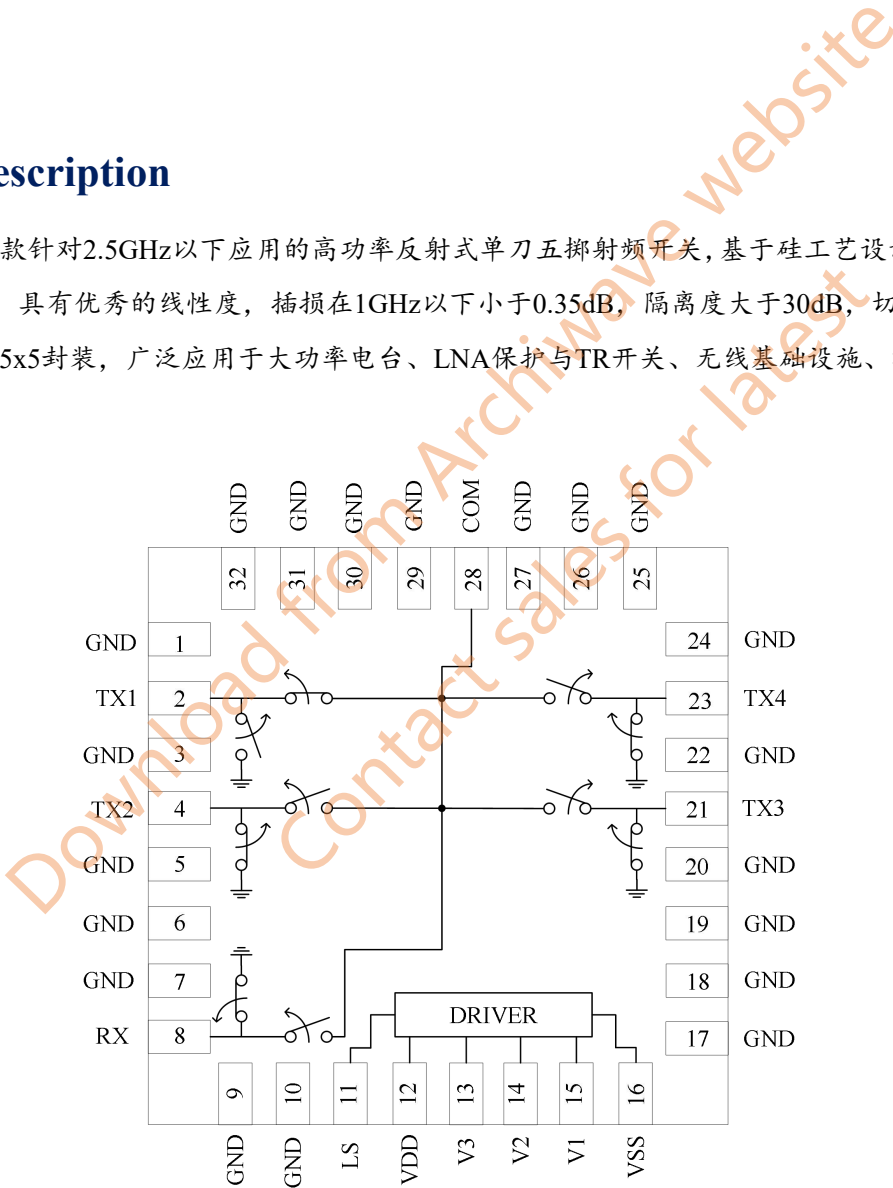 escription
款针对2.5GHz以下应用的高功率反射式单刀五掷射频开关，基于硅工艺设
具有优秀的线性度，插损在1GHz以下小于0.35dB，隔离度大于30dB，切
5x5封装，广泛应用于大功率电台、LNA保护与TR开关、无线基础设施、
GND GND GND GND COM GND GND GND
32 31 30 29 28 27 26 25
GND 1 24 GND
TX1 2 23 TX4
GND 3 22 GND
TX2 4 21 TX3
GND 5 20 GND
GND 6 19 GND
GND 7 18 GND
RX 8 17 GND
DRIVER
9 10 11 12 13 14 15 16
GND GND LS VDD V3 V2 V1 VSS
Download from Archiwave website
Contact sales for latest